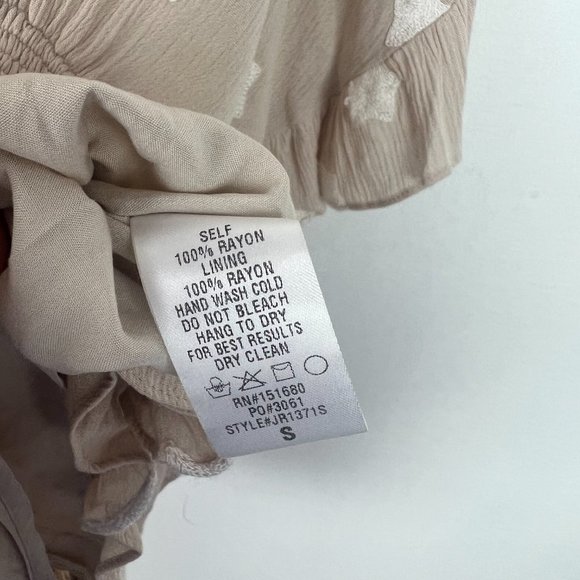 SELF
100% RAYON
LINING
100% RAYON
HAND WASH COLD
DO NOT BLEACH
HANG TO DRY
FOR BEST RESULTS
DRY CLEAN
RN#151680
PO#3061
STYLE#JR1371S
S